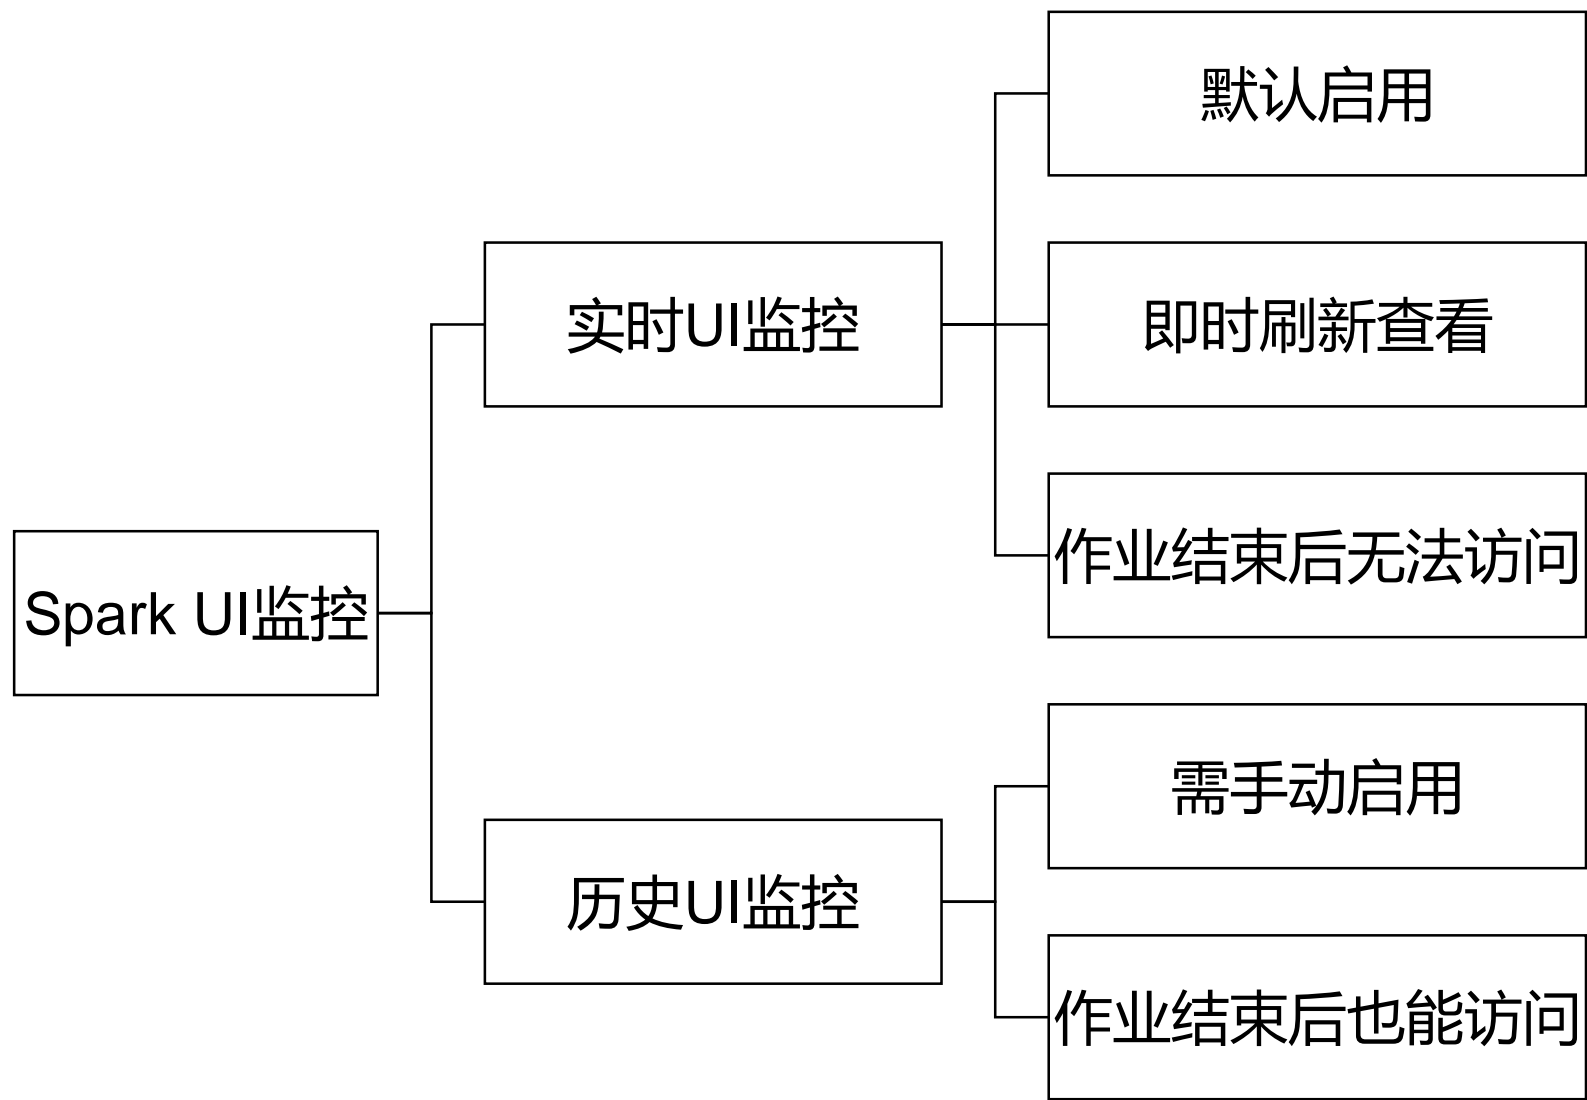 默认启用
实时UI监控
即时刷新查看
作业结束后无法访问
Spark UI监控
需手动启用
历史UI监控
作业结束后也能访问